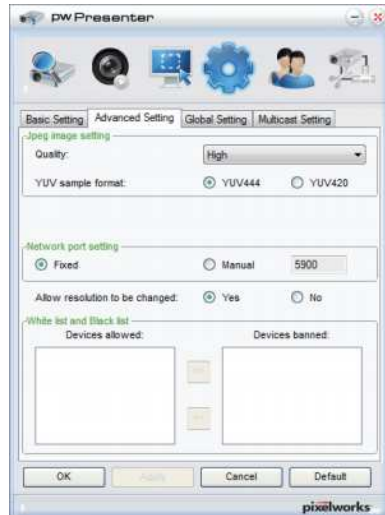 pwPresenter
Basic Setting Advanced Setting Global Setting Multicast Setting
Jpeg image setting
Quality: High
YUV sample format: YUV444 YUV420
Network port setting
Fixed Manual 5900
Allow resolution to be changed: Yes No
White list and Black list
Devices allowed: Devices banned:
OK Apply Cancel Default
pixelworks